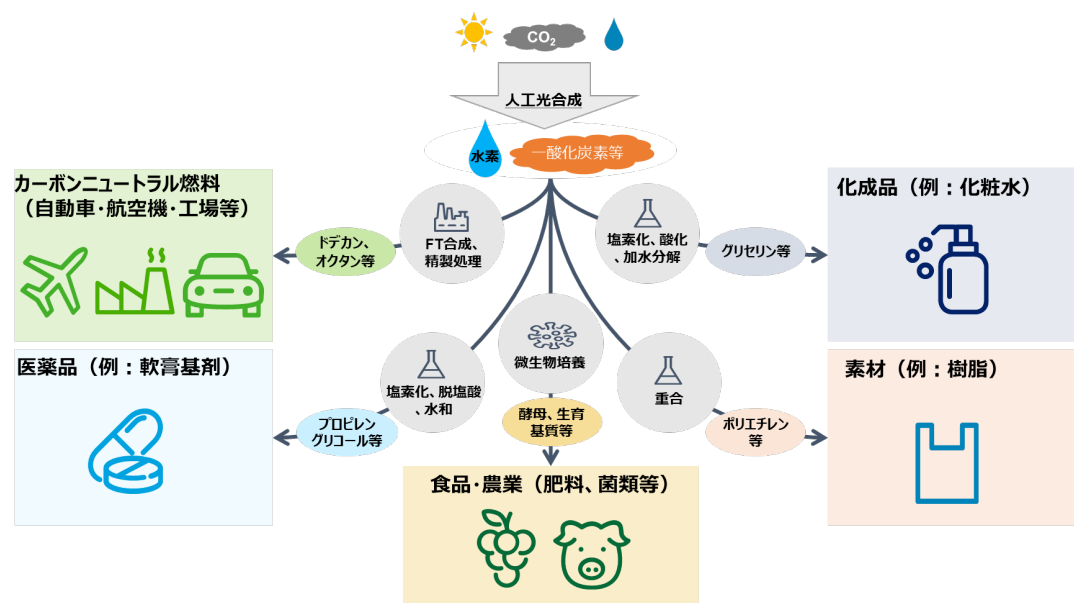 CO₂
人工光合成
水素
一酸化炭素等
カーボンニュートラル燃料
（自動車・航空機・工場等）
ドデカン、
オクタン等
FT合成、
精製処理
塩素化、酸化
、加水分解
グリセリン等
化成品（例：化粧水）
医薬品（例：軟膏基剤）
プロピレン
グリコール等
塩素化、脱塩酸
、水和
微生物培養
酵母、生育
基質等
重合
ポリエチレン
等
素材（例：樹脂）
食品・農業（肥料、菌類等）